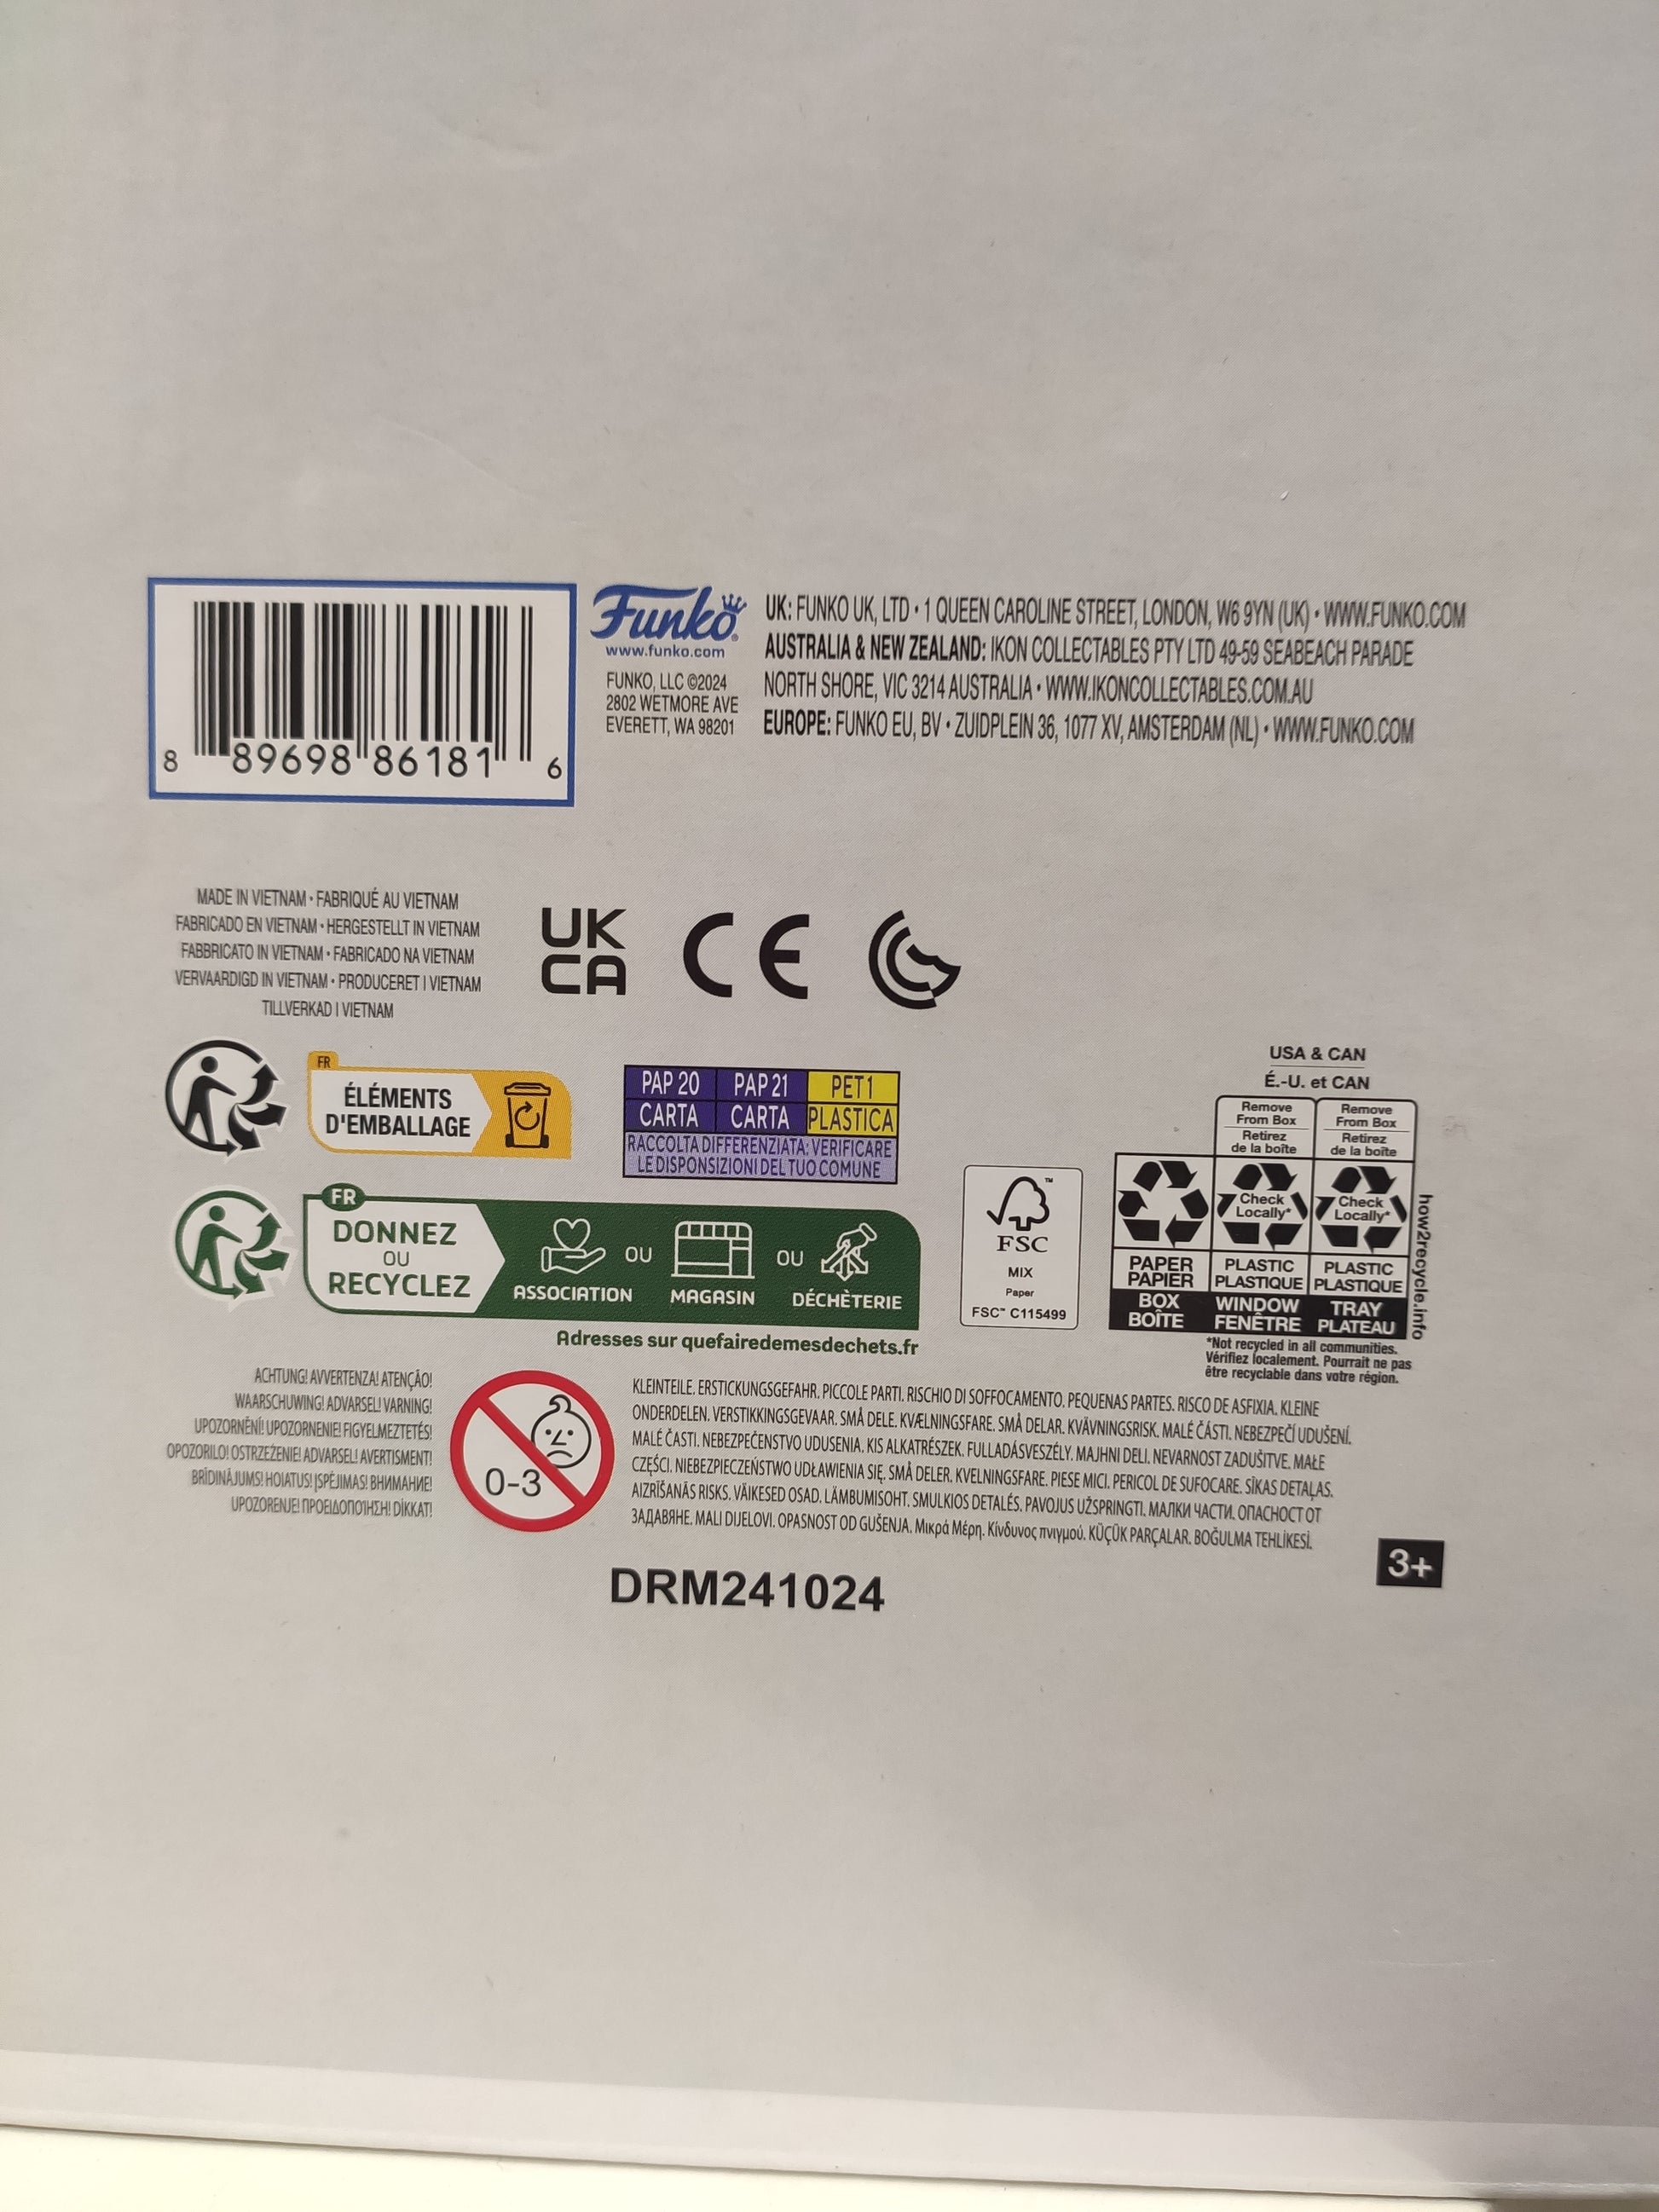 8 89698 86181 6
Funko
www.funko.com
FUNKO, LLC ©2024
2802 WETMORE AVE
EVERETT, WA 98201
UK: FUNKO UK, LTD • 1 QUEEN CAROLINE STREET, LONDON, W6 9YN (UK) • WWW.FUNKO.COM
AUSTRALIA & NEW ZEALAND: IKON COLLECTABLES PTY LTD 49-59 SEABEACH PARADE
NORTH SHORE, VIC 3214 AUSTRALIA • WWW.IKONCOLLECTABLES.COM.AU
EUROPE: FUNKO EU, BV • ZUIDPLEIN 36, 1077 XV, AMSTERDAM (NL) • WWW.FUNKO.COM
MADE IN VIETNAM • FABRIQUÉ AU VIETNAM
FABRICADO EN VIETNAM • HERGESTELLT IN VIETNAM
FABBRICATO IN VIETNAM • FABRICADO NA VIETNAM
VERVAARDIGD IN VIETNAM • PRODUCERET I VIETNAM
TILLVERKAD I VIETNAM
UK
CA
CE
FR
ÉLÉMENTS
D'EMBALLAGE
PAP 20 PAP 21 PET 1
CARTA CARTA PLASTICA
RACCOLTA DIFFERENZIATA: VERIFICARE
LE DISPONSIZIONI DEL TUO COMUNE
FR
DONNEZ
OU
RECYCLEZ
ASSOCIATION OU MAGASIN OU DÉCHÈTERIE
Adresses sur quefairedemesdechets.fr
FSC
MIX
Paper
FSC™ C115499
USA & CAN
É.-U. et CAN
Remove From Box
Retirez de la boîte
Remove From Box
Retirez de la boîte
Check Locally*
Check Locally*
PAPER PAPIER
PLASTIC PLASTIQUE
PLASTIC PLASTIQUE
BOX BOÎTE
WINDOW FENÊTRE
TRAY PLATEAU
how2recycle.info
*Not recycled in all communities.
Vérifiez localement. Pourrait ne pas
être recyclable dans votre région.
ACHTUNG! AVVERTENZA! ATENÇÃO!
WAARSCHUWING! ADVARSEL! VARNING!
UPOZORNĚNÍ! UPOZORNENIE! FIGYELMEZTETÉS!
OPOZORILO! OSTRZEŻENIE! ADVARSEL! AVERTISMENT!
BRĪDINĀJUMS! HOIATUS! ĮSPĖJIMAS! ВНИМАНИЕ!
UPOZORENJE! ΠΡΟΕΙΔΟΠΟΙΗΣΗ! DİKKAT!
0-3
KLEINTEILE. ERSTICKUNGSGEFAHR. PICCOLE PARTI. RISCHIO DI SOFFOCAMENTO. PEQUENAS PARTES. RISCO DE ASFIXIA. KLEINE
ONDERDELEN. VERSTIKKINGSGEVAAR. SMÅ DELE. KVÆLNINGSFARE. SMÅ DELAR. KVÄVNINGSRISK. MALÉ ČÁSTI. NEBEZPEČÍ UDUŠENÍ.
MALÉ ČASTI. NEBEZPEČENSTVO UDUSENIA. KIS ALKATRÉSZEK. FULLADÁSVESZÉLY. MAJHNI DELI. NEVARNOST ZADUŠITVE. MAŁE
CZĘŚCI. NIEBEZPIECZEŃSTWO UDŁAWIENIA SIĘ. SMÅ DELER. KVELNINGSFARE. PIESE MICI. PERICOL DE SUFOCARE. SĪKAS DETAĻAS.
AIZRĪŠANĀS RISKS. VÄIKESED OSAD. LÄMBUMISOHT. SMULKIOS DETALĖS. PAVOJUS UŽSPRINGTI. МАЛКИ ЧАСТИ. ОПАСНОСТ ОТ
ЗАДАВЯНЕ. MALI DIJELOVI. OPASNOST OD GUŠENJA. Μικρά Μέρη. Κίνδυνος πνιγμού. KÜÇÜK PARÇALAR. BOĞULMA TEHLİKESİ.
3+
DRM241024